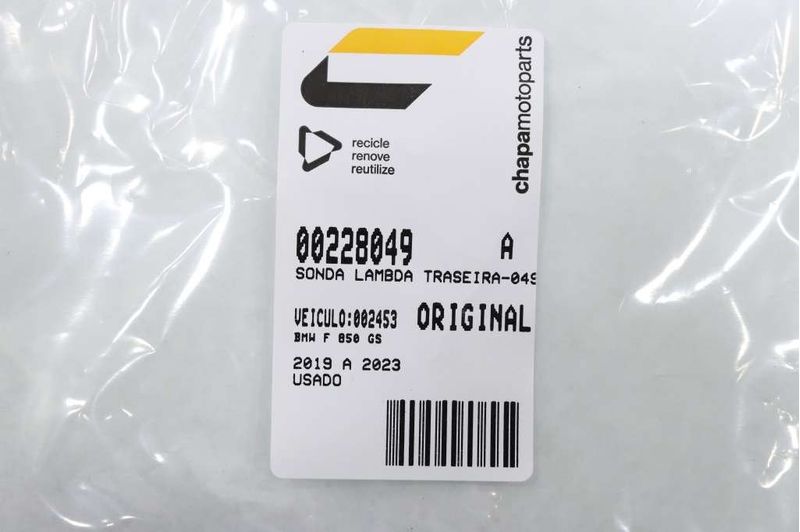 chapamotoparts
recicle
renove
reutilize
00228049 A
SONDA LAMBDA TRASEIRA-049
VEICULO:002453 ORIGINAL
BMW F 850 GS
2019 A 2023
USADO